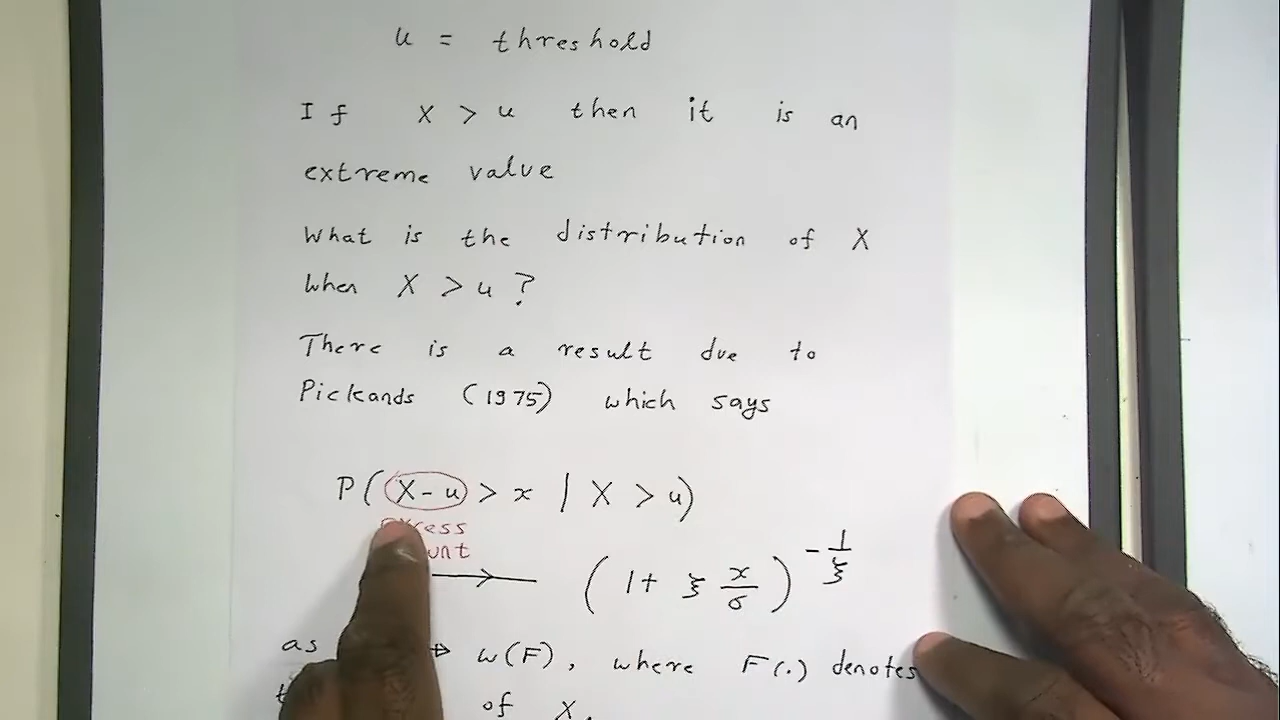 u = threshold
If X > u then it is an
extreme value
What is the distribution of X
when X > u ?
There is a result due to
Pickands (1975) which says
P( X - u > x | X > u)
→ ( 1 + ξ x/σ )^(-1/ξ)
as → w(F), where F(.) denotes
of X.